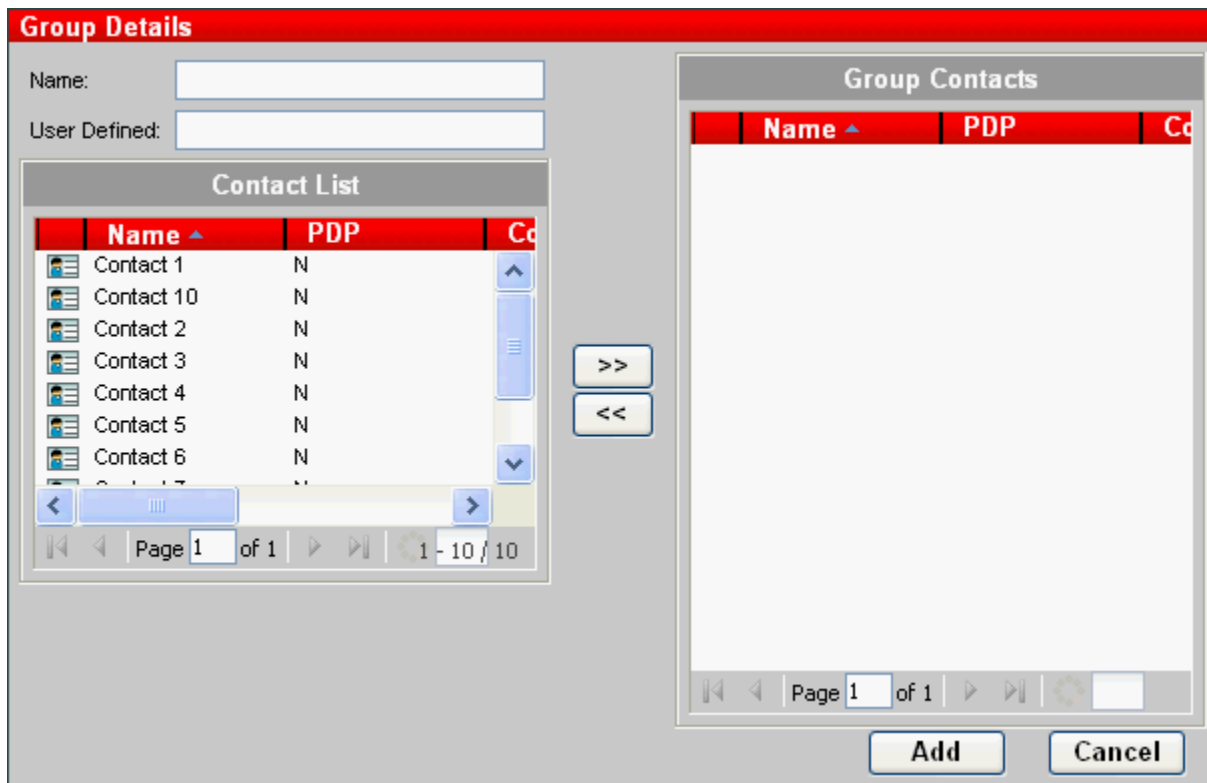 Group Details
Name:
User Defined:
Contact List
Name PDP Co
Contact 1 N
Contact 10 N
Contact 2 N
Contact 3 N
Contact 4 N
Contact 5 N
Contact 6 N
Page 1 of 1 1 - 10 / 10
>>
<<
Group Contacts
Name PDP Co
Page 1 of 1
Add Cancel